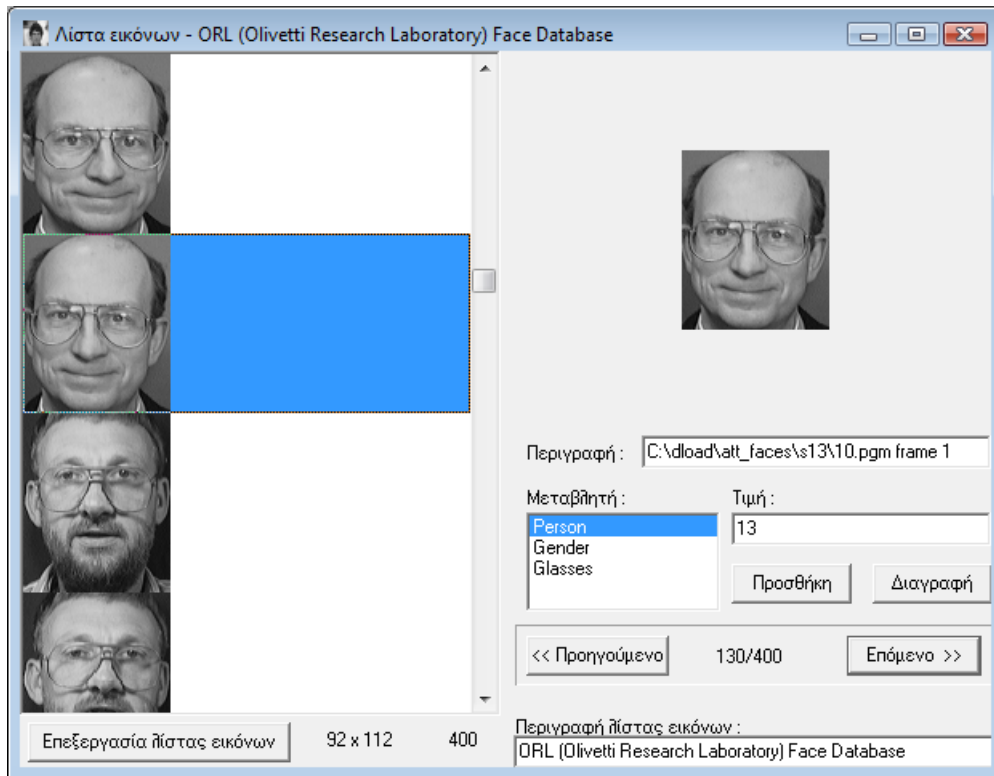 Λίστα εικόνων - ORL (Olivetti Research Laboratory) Face Database
Περιγραφή :
C:\dload\att_faces\s13\10.pgm frame 1
Μεταβλητή :
Τιμή :
Person
Gender
Glasses
13
Προσθήκη
Διαγραφή
<< Προηγούμενο
130/400
Επόμενο >>
Επεξεργασία λίστας εικόνων
92 x 112
400
Περιγραφή λίστας εικόνων :
ORL (Olivetti Research Laboratory) Face Database